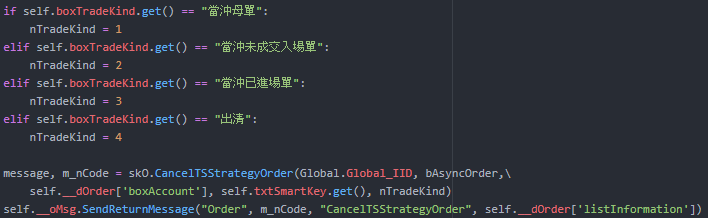 if self.boxTradeKind.get() == "當沖母單":
    nTradeKind = 1
elif self.boxTradeKind.get() == "當沖未成交入場單":
    nTradeKind = 2
elif self.boxTradeKind.get() == "當沖已進場單":
    nTradeKind = 3
elif self.boxTradeKind.get() == "出清":
    nTradeKind = 4
message, m_nCode = skO.CancelTSStrategyOrder(Global.Global_IID, bAsyncOrder,\
    self.__dOrder['boxAccount'], self.txtSmartKey.get(), nTradeKind)
self.__oMsg.SendReturnMessage("Order", m_nCode, "CancelTSStrategyOrder", self.__dOrder['listInformation'])